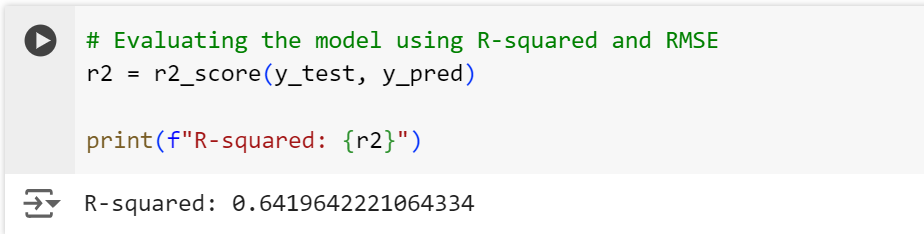 # Evaluating the model using R-squared and RMSE
r2 = r2_score(y_test, y_pred)
print(f"R-squared: {r2}")
R-squared: 0.6419642221064334